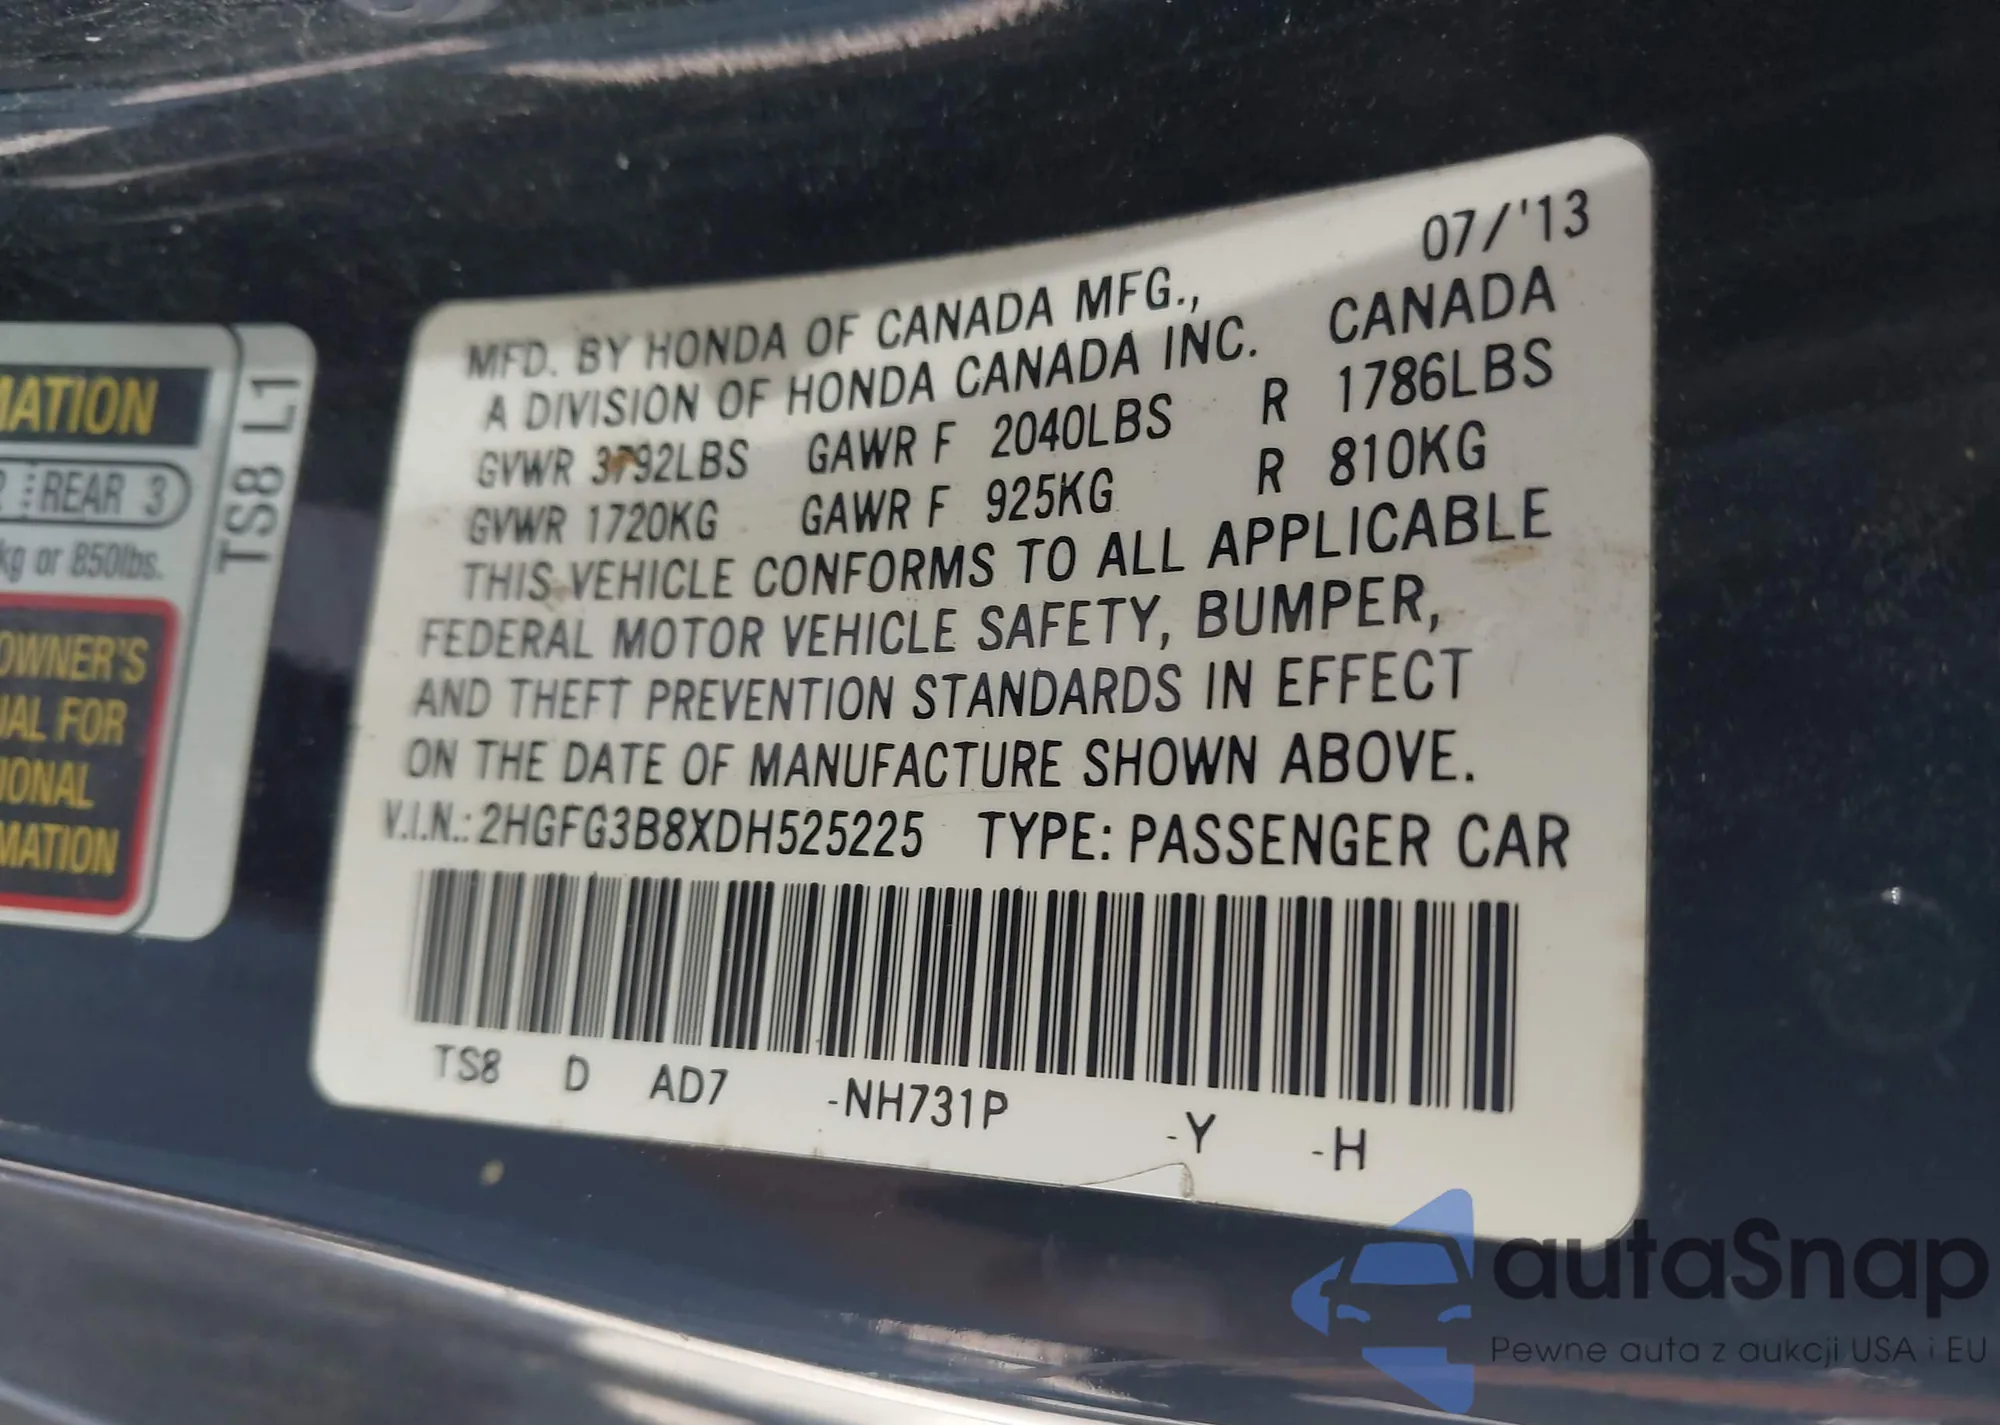 MATION
REAR 3
kg or 850lbs.
OWNER'S
FOR
MATION
TS8 L1
07/'13
MFD. BY HONDA OF CANADA MFG.,
A DIVISION OF HONDA CANADA INC. CANADA
GVWR 3792LBS GAWR F 2040LBS R 1786LBS
GVWR 1720KG GAWR F 925KG R 810KG
THIS VEHICLE CONFORMS TO ALL APPLICABLE
FEDERAL MOTOR VEHICLE SAFETY, BUMPER,
AND THEFT PREVENTION STANDARDS IN EFFECT
ON THE DATE OF MANUFACTURE SHOWN ABOVE.
V.I.N.: 2HGFG3B8XDH525225 TYPE: PASSENGER CAR
TS8 D AD7 -NH731P -Y -H
autaSnap
Pewne auta z aukcji USA i EU